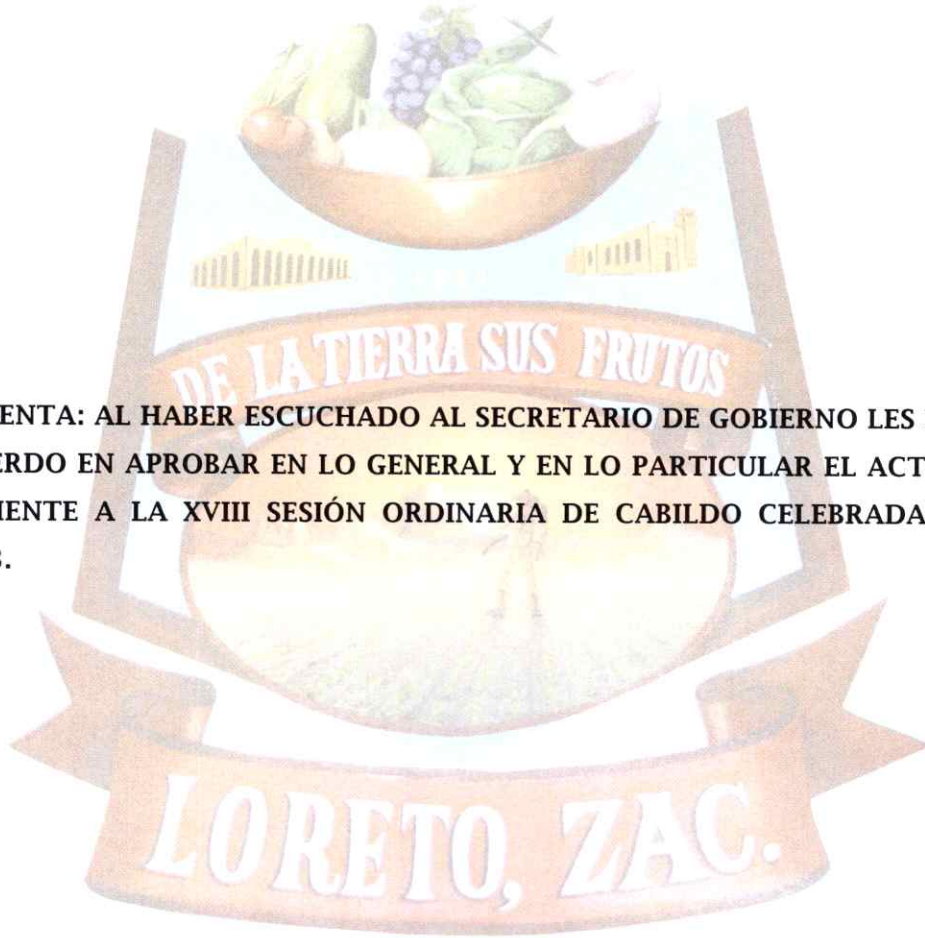 DE LA TIERRA SUS FRUTOS
ENTA: AL HABER ESCUCHADO AL SECRETARIO DE GOBIERNO LES
ERDO EN APROBAR EN LO GENERAL Y EN LO PARTICULAR EL ACT
IENTE A LA XVIII SESIÓN ORDINARIA DE CABILDO CELEBRADA
.
LORETO, ZAC.